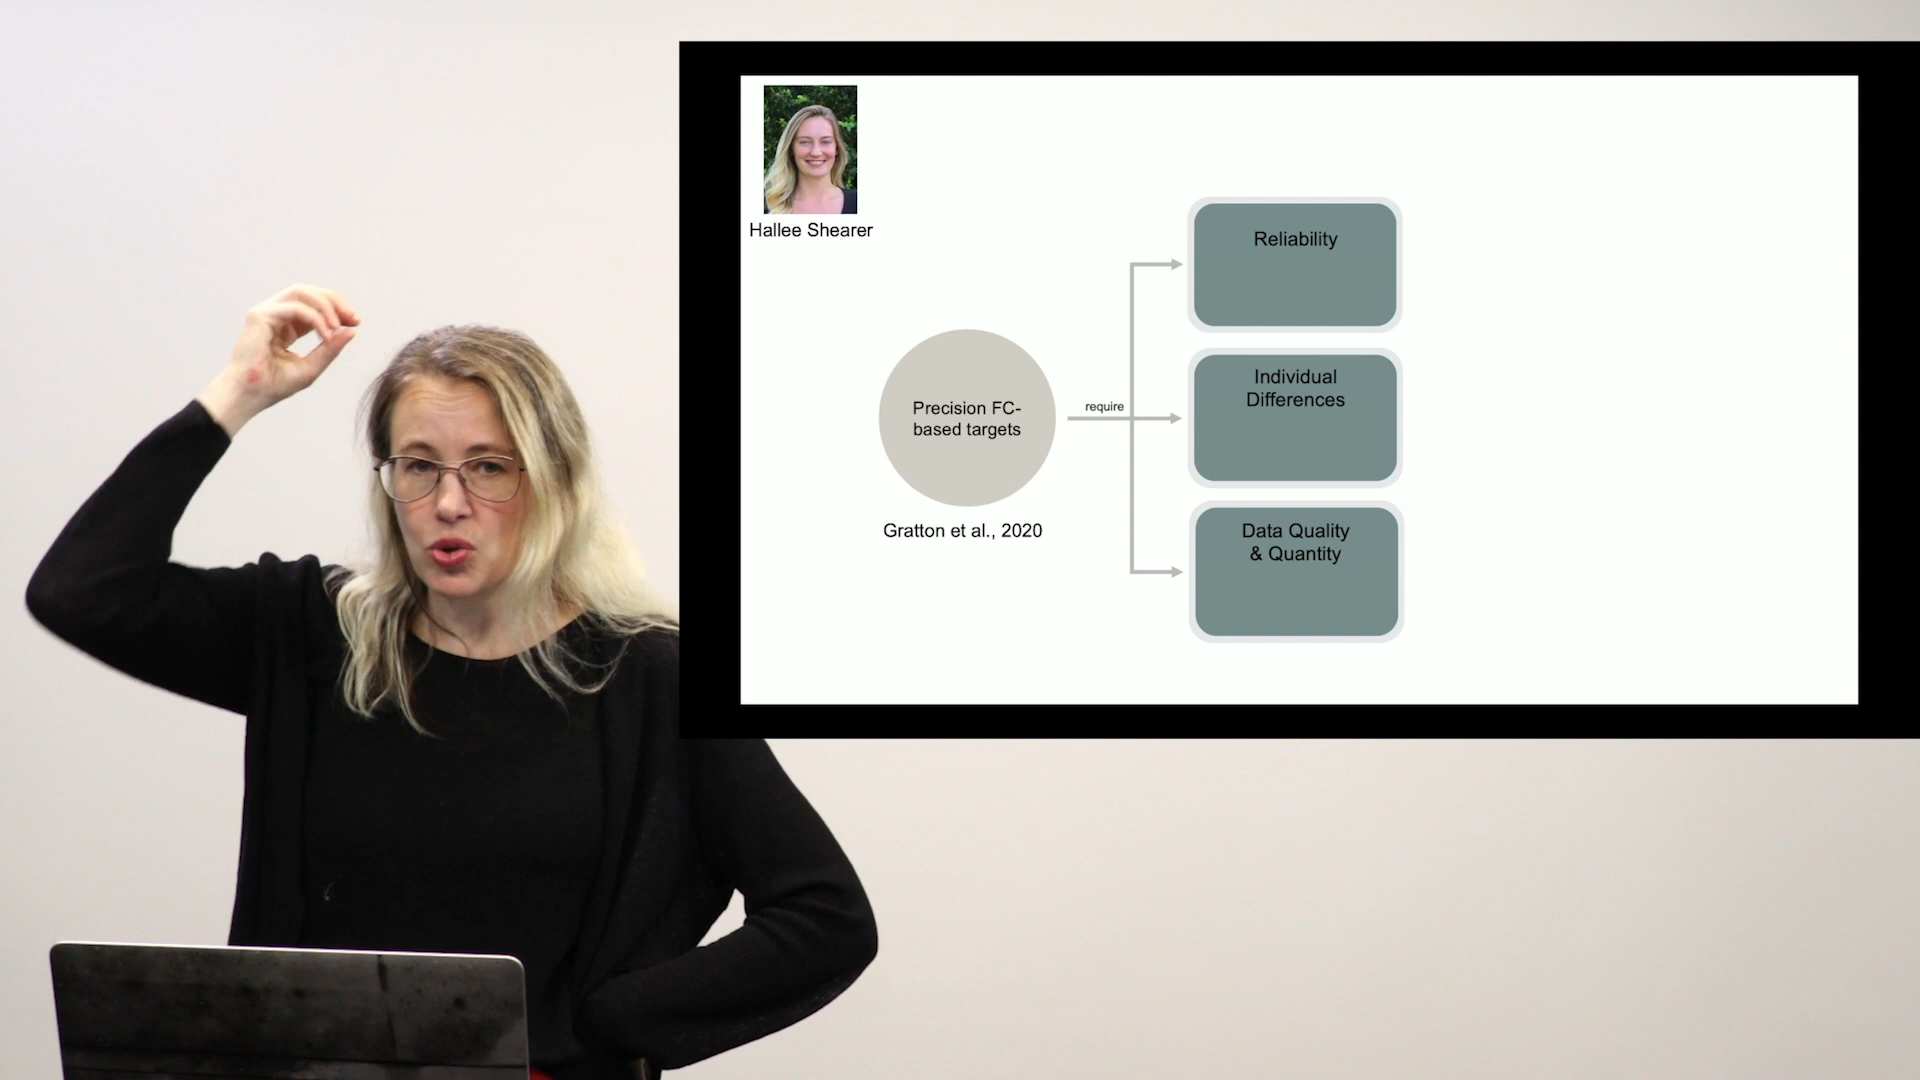 Hallee Shearer
Reliability
Individual
Differences
require
Precision FC-
based targets
Gratton et al., 2020
Data Quality
& Quantity